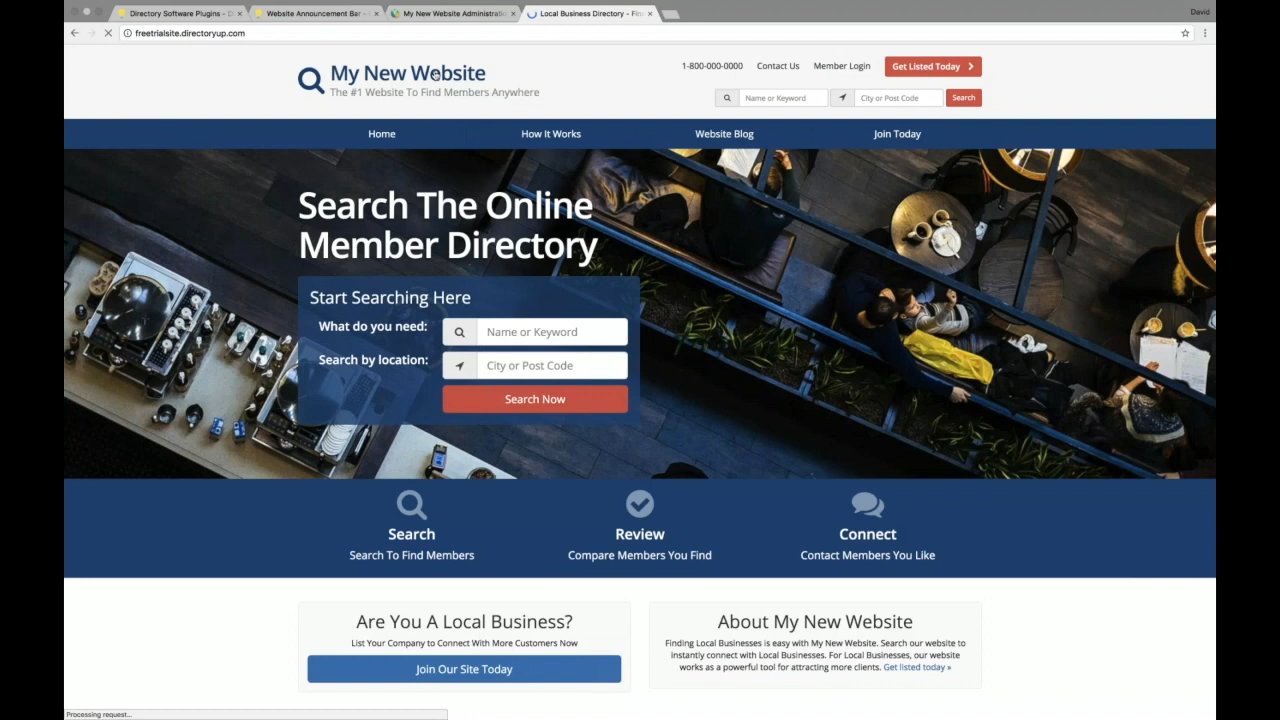 Directory Software Plugins - D
Website Announcement Bar -
My New Website Administrati
Local Business Directory - Fin
David
freetrialsite.directoryup.com
My New Website
The #1 Website To Find Members Anywhere
1-800-000-0000
Contact Us
Member Login
Get Listed Today
Name or Keyword
City or Post Code
Search
Home
How It Works
Website Blog
Join Today
Search The Online
Member Directory
Start Searching Here
What do you need:
Name or Keyword
Search by location:
City or Post Code
Search Now
Search
Search To Find Members
Review
Compare Members You Find
Connect
Contact Members You Like
Are You A Local Business?
List Your Company to Connect With More Customers Now
Join Our Site Today
About My New Website
Finding Local Businesses is easy with My New Website. Search our website to
instantly connect with Local Businesses. For Local Businesses, our website
works as a powerful tool for attracting more clients. Get listed today »
Processing request...